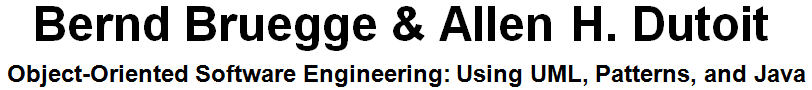 Bernd Bruegge & Allen H. Dutoit
Object-Oriented Software Engineering: Using UML, Patterns, and Java